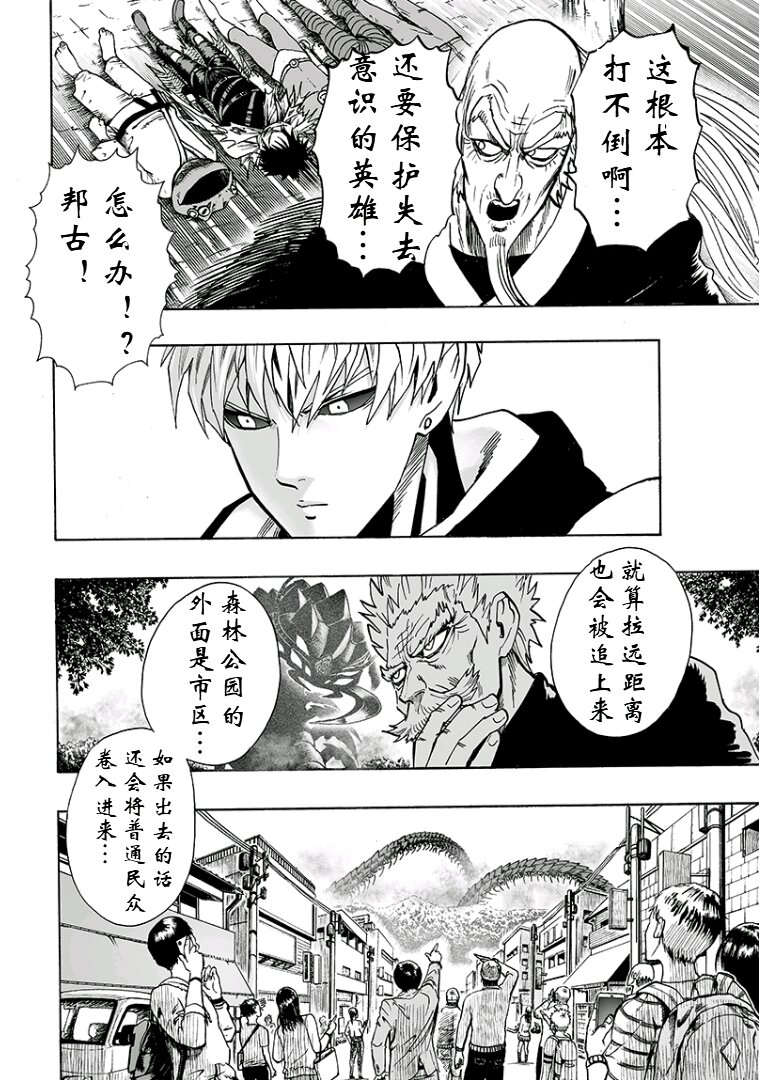 这根本
打不倒啊…
还要保护失去
意识的英雄…
怎么办！？
邦古！
就算拉远距离
也会被追上来
森林公园的
外面是市区…
如果出去的话
还会将普通民众
卷入进来…